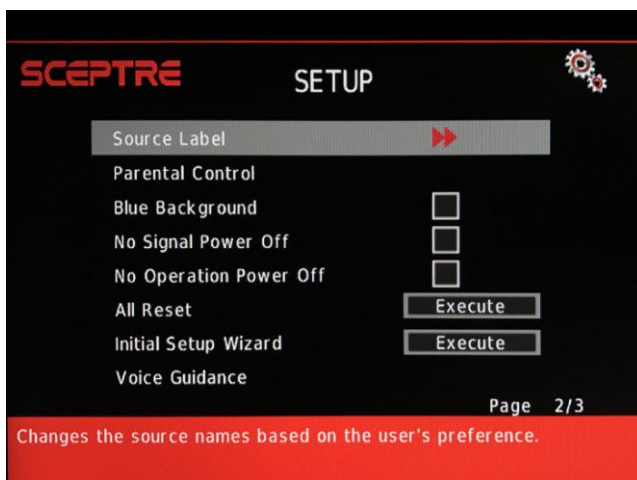 SCEPTRE
SETUP
Source Label
Parental Control
Blue Background
No Signal Power Off
No Operation Power Off
All Reset Execute
Initial Setup Wizard Execute
Voice Guidance
Page 2/3
Changes the source names based on the user's preference.